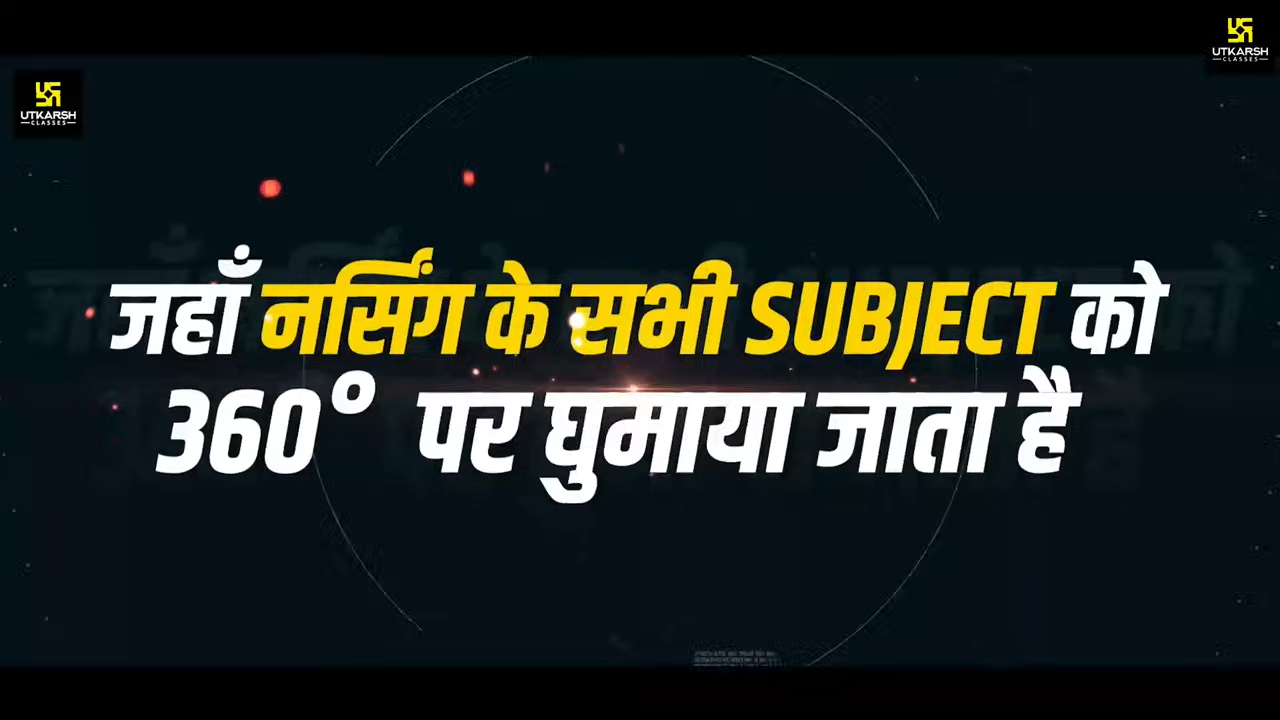 UTKARSH
CLASSES
UTKARSH
CLASSES
जहाँ नर्सिंग के सभी SUBJECT को
360° पर घुमाया जाता है